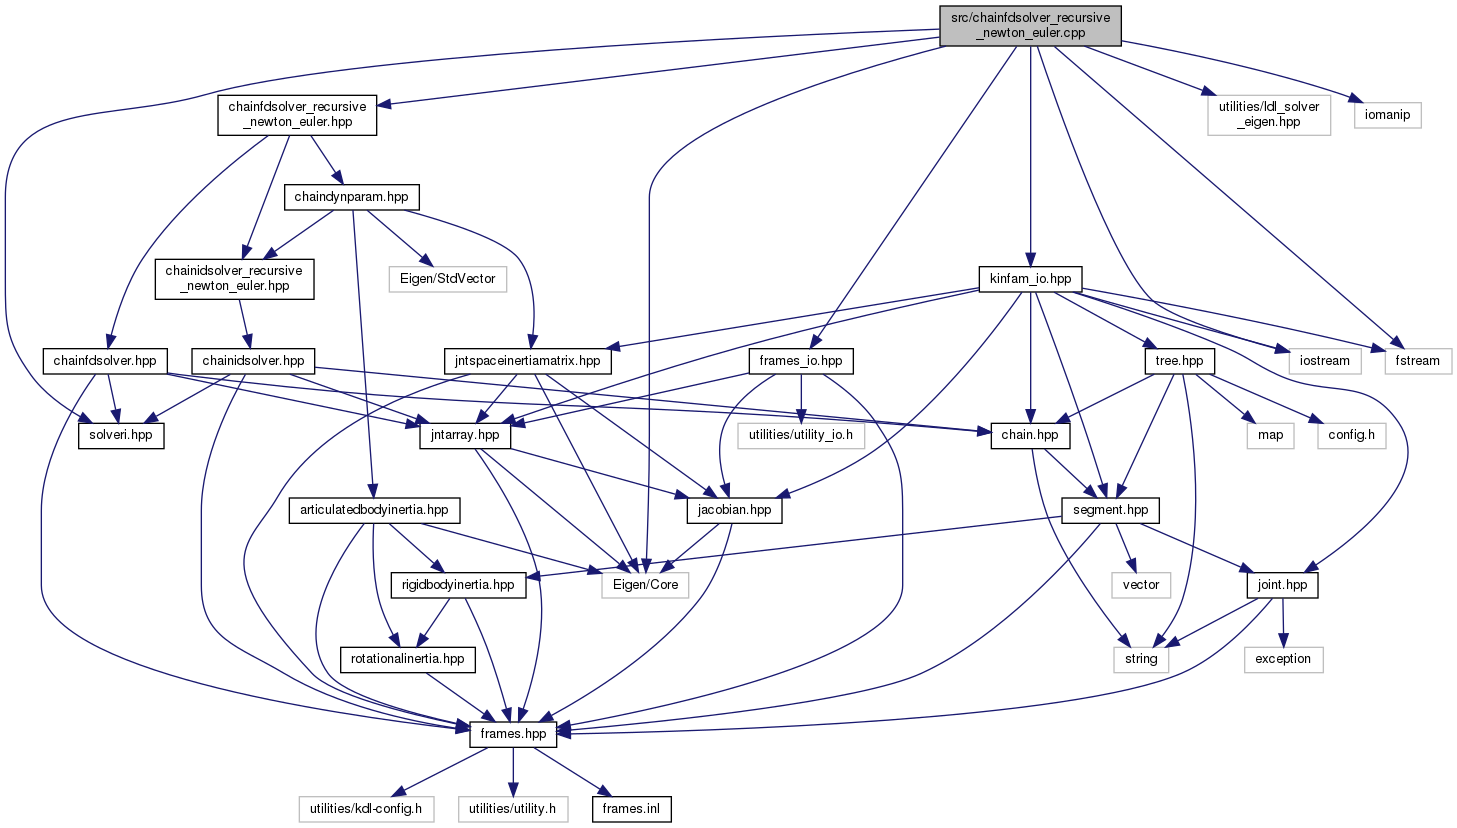 src/chainfdsolver_recursive
_newton_euler.cpp
chainfdsolver_recursive
_newton_euler.hpp
utilities/ldl_solver
_eigen.hpp
iomanip
chaindynparam.hpp
chainidsolver_recursive
_newton_euler.hpp
Eigen/StdVector
kinfam_io.hpp
chainfdsolver.hpp
chainidsolver.hpp
jntspaceinertiamatrix.hpp
frames_io.hpp
tree.hpp
iostream
fstream
solveri.hpp
jntarray.hpp
utilities/utility_io.h
chain.hpp
map
config.h
articulatedbodyinertia.hpp
jacobian.hpp
segment.hpp
rigidbodyinertia.hpp
Eigen/Core
vector
joint.hpp
rotationalinertia.hpp
string
exception
frames.hpp
utilities/kdl-config.h
utilities/utility.h
frames.inl